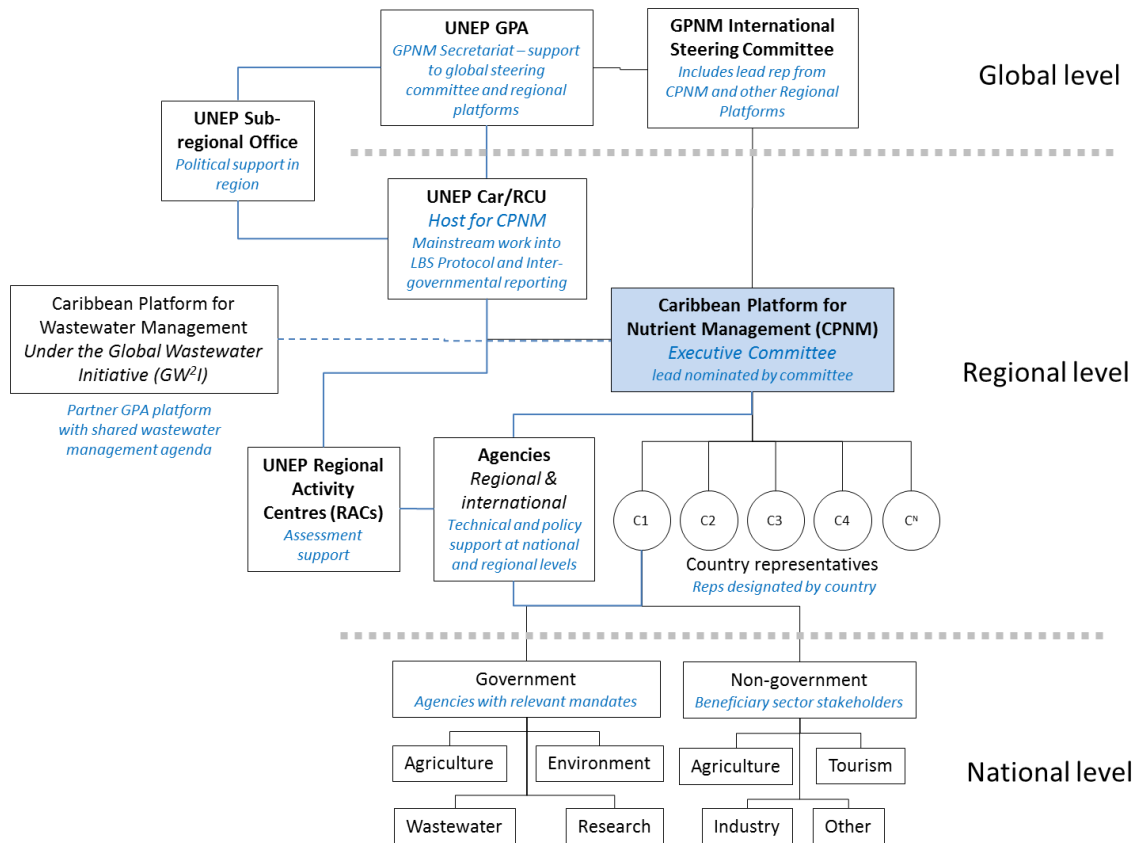 UNEP GPA
GPNM Secretariat – support
to global steering
committee and regional
platforms
GPNM International
Steering Committee
Includes lead rep from
CPNM and other Regional
Platforms
Global level
UNEP Sub-
regional Office
Political support in
region
UNEP Car/RCU
Host for CPNM
Mainstream work into
LBS Protocol and Inter-
governmental reporting
Caribbean Platform for
Wastewater Management
Under the Global Wastewater
Initiative (GW²I)
Partner GPA platform
with shared wastewater
management agenda
Caribbean Platform for
Nutrient Management (CPNM)
Executive Committee
lead nominated by committee
Regional level
UNEP Regional
Activity
Centres (RACs)
Assessment
support
Agencies
Regional &
international
Technical and policy
support at national
and regional levels
C1
C2
C3
C4
Cᴺ
Country representatives
Reps designated by country
Government
Agencies with relevant mandates
Non-government
Beneficiary sector stakeholders
Agriculture
Environment
Wastewater
Research
Agriculture
Tourism
Industry
Other
National level